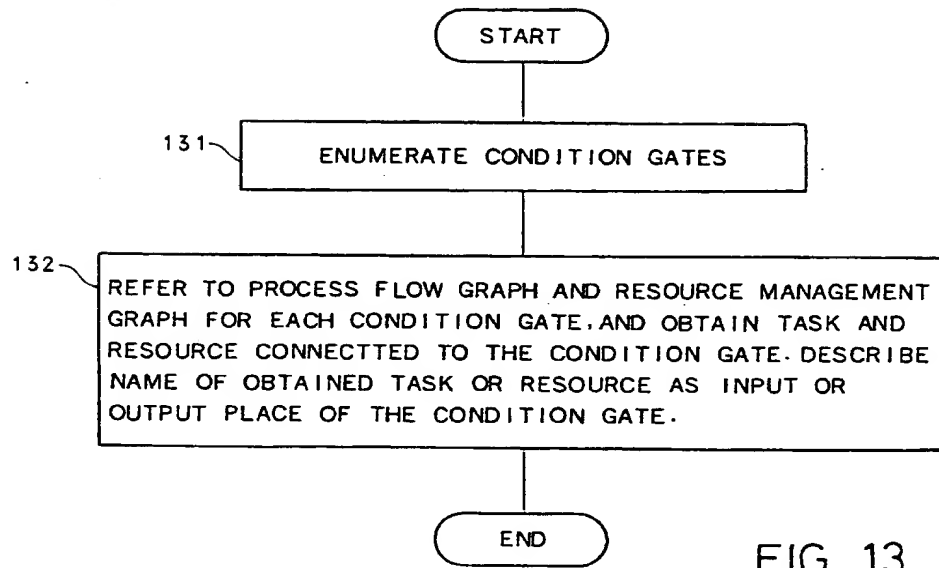 START
131
ENUMERATE CONDITION GATES
132
REFER TO PROCESS FLOW GRAPH AND RESOURCE MANAGEMENT
GRAPH FOR EACH CONDITION GATE, AND OBTAIN TASK AND
RESOURCE CONNECTTED TO THE CONDITION GATE. DESCRIBE
NAME OF OBTAINED TASK OR RESOURCE AS INPUT OR
OUTPUT PLACE OF THE CONDITION GATE.
END
FIG. 13